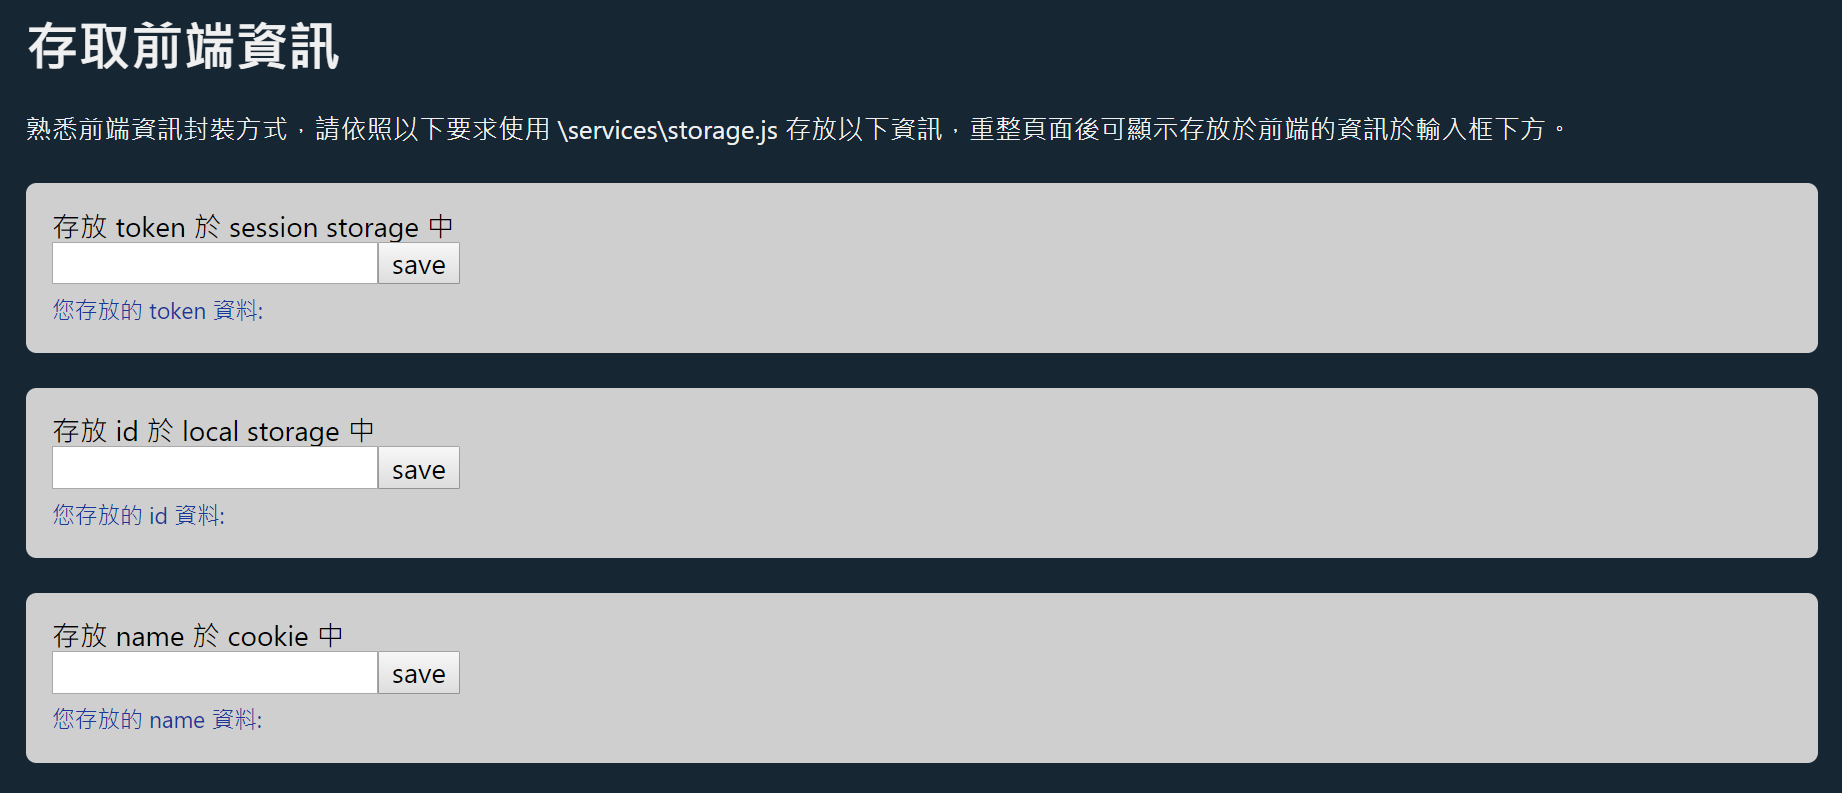 存取前端資訊
熟悉前端資訊封裝方式，請依照以下要求使用 \services\storage.js 存放以下資訊，重整頁面後可顯示存放於前端的資訊於輸入框下方。
存放 token 於 session storage 中
save
您存放的 token 資料:
存放 id 於 local storage 中
save
您存放的 id 資料:
存放 name 於 cookie 中
save
您存放的 name 資料: